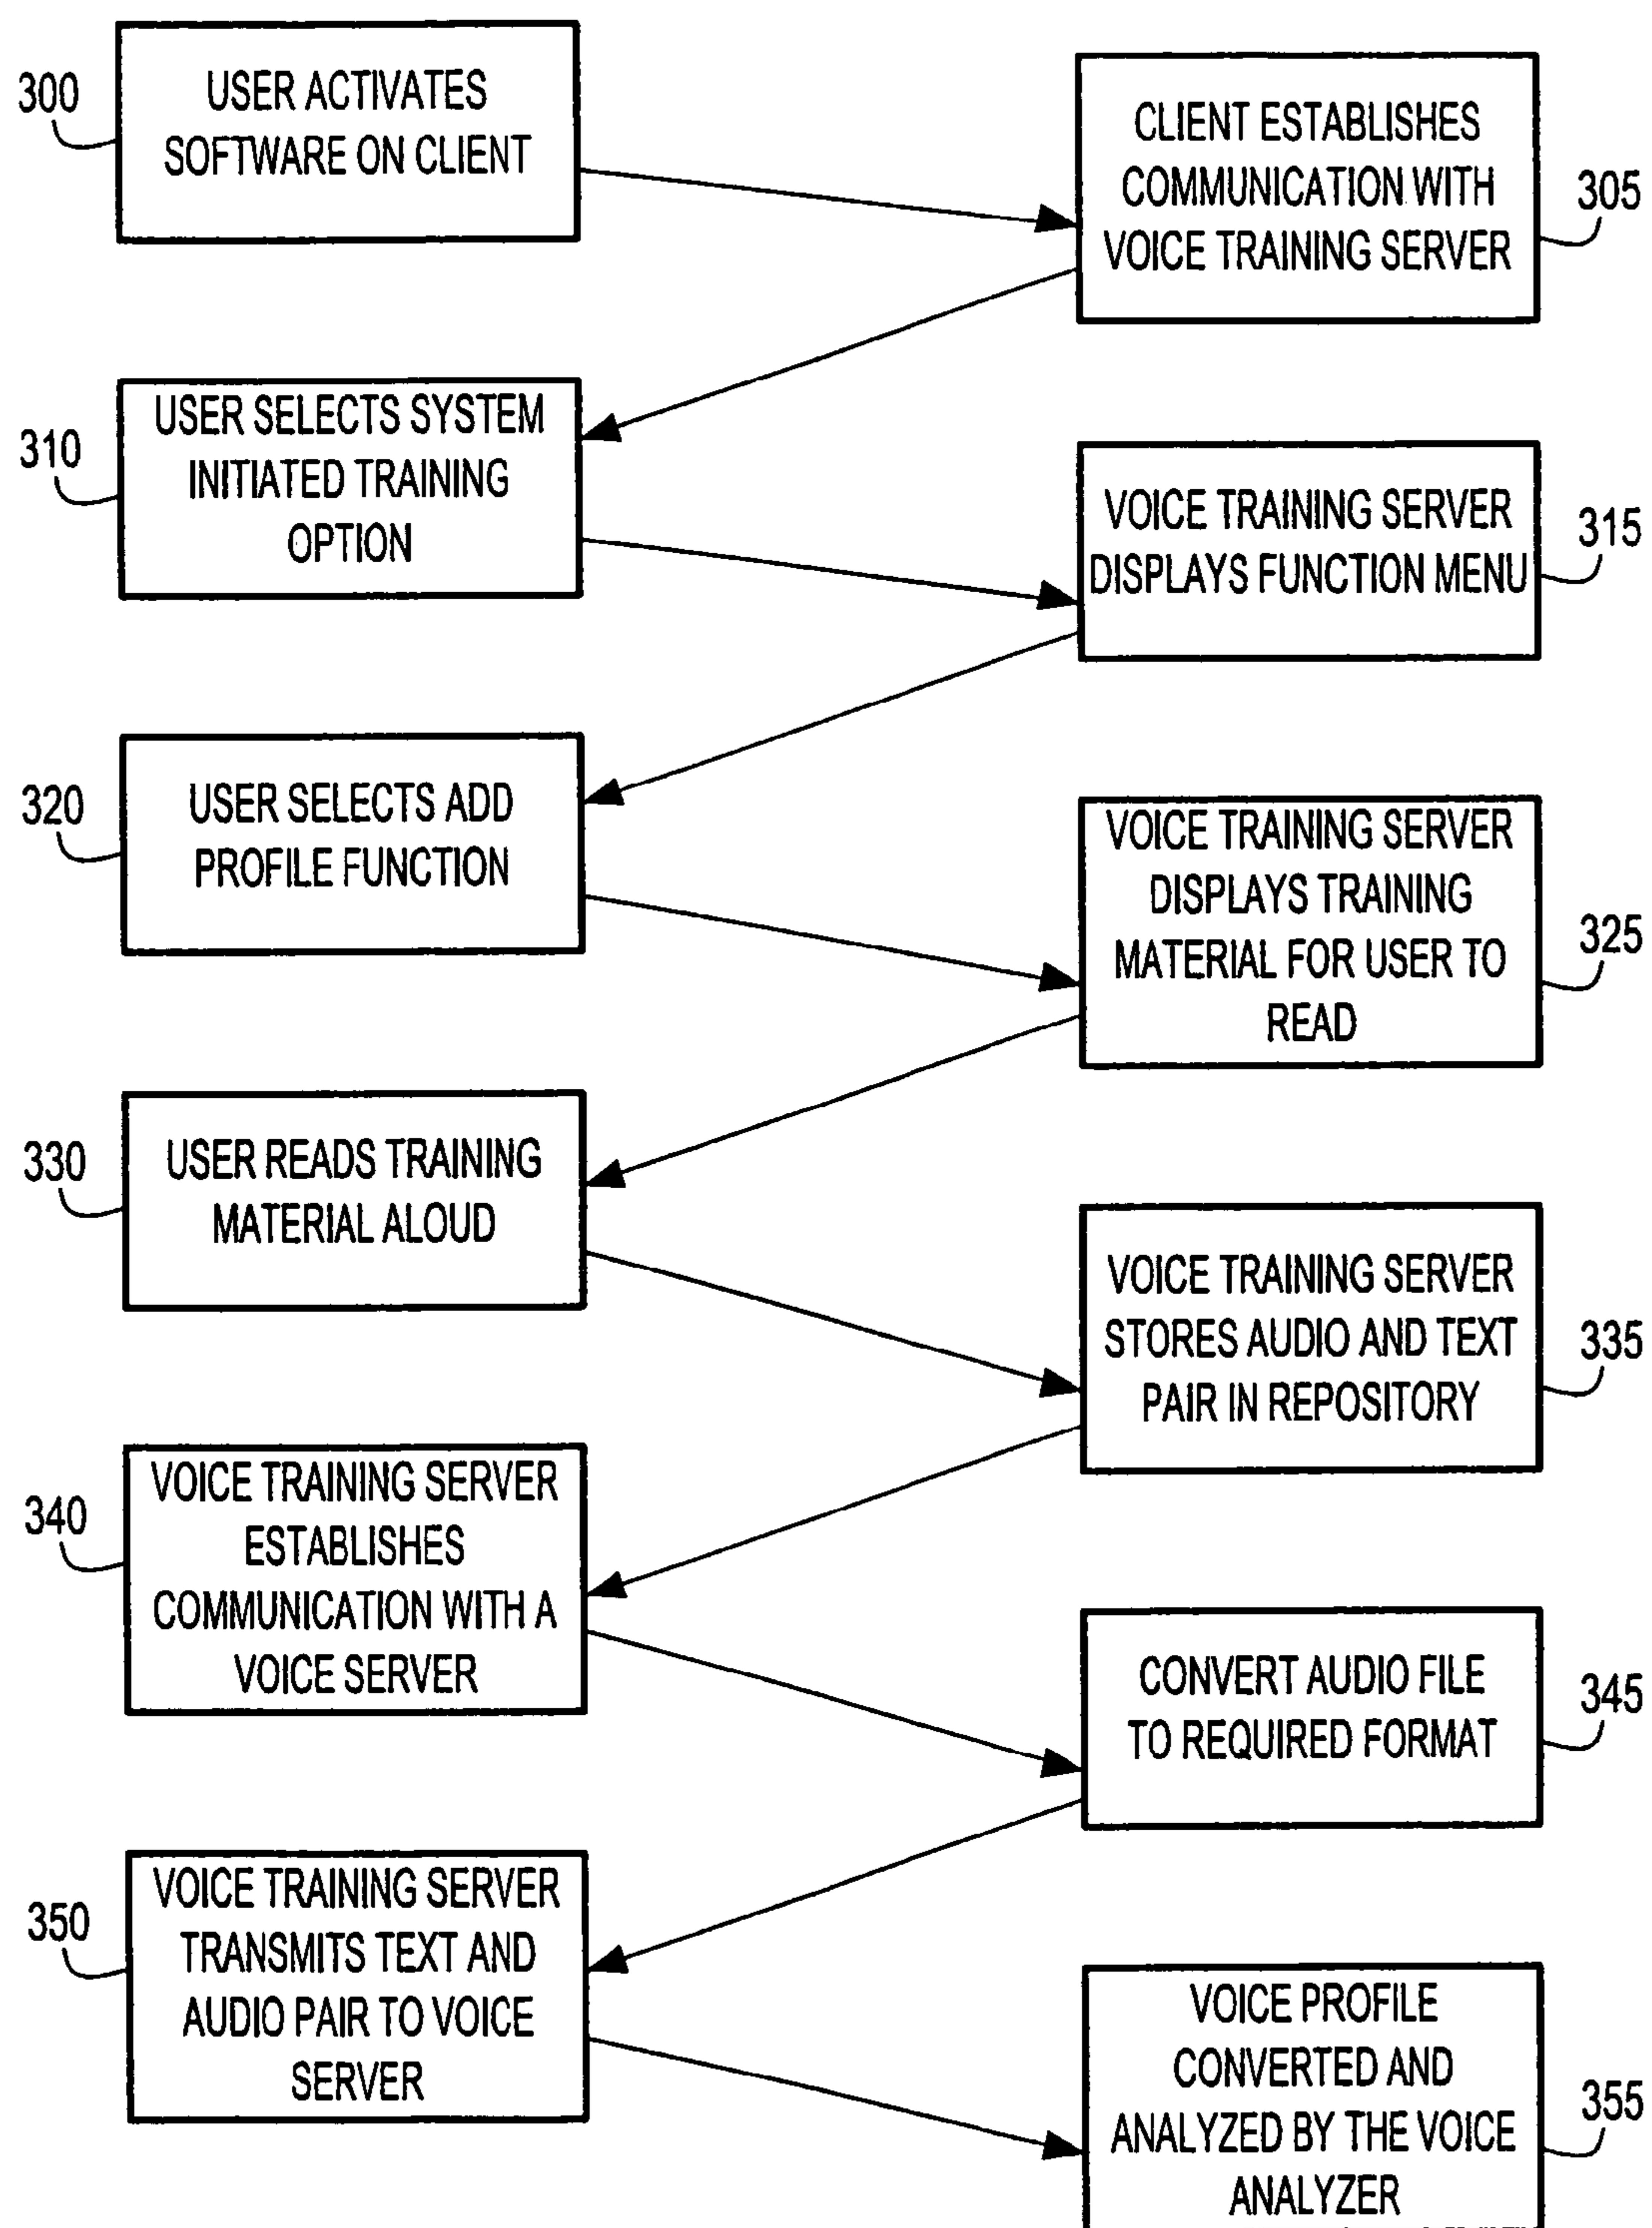 300
USER ACTIVATES
SOFTWARE ON CLIENT
CLIENT ESTABLISHES
COMMUNICATION WITH
VOICE TRAINING SERVER
305
310
USER SELECTS SYSTEM
INITIATED TRAINING
OPTION
VOICE TRAINING SERVER
DISPLAYS FUNCTION MENU
315
320
USER SELECTS ADD
PROFILE FUNCTION
VOICE TRAINING SERVER
DISPLAYS TRAINING
MATERIAL FOR USER TO
READ
325
330
USER READS TRAINING
MATERIAL ALOUD
VOICE TRAINING SERVER
STORES AUDIO AND TEXT
PAIR IN REPOSITORY
335
340
VOICE TRAINING SERVER
ESTABLISHES
COMMUNICATION WITH A
VOICE SERVER
CONVERT AUDIO FILE
TO REQUIRED FORMAT
345
350
VOICE TRAINING SERVER
TRANSMITS TEXT AND
AUDIO PAIR TO VOICE
SERVER
VOICE PROFILE
CONVERTED AND
ANALYZED BY THE VOICE
ANALYZER
355